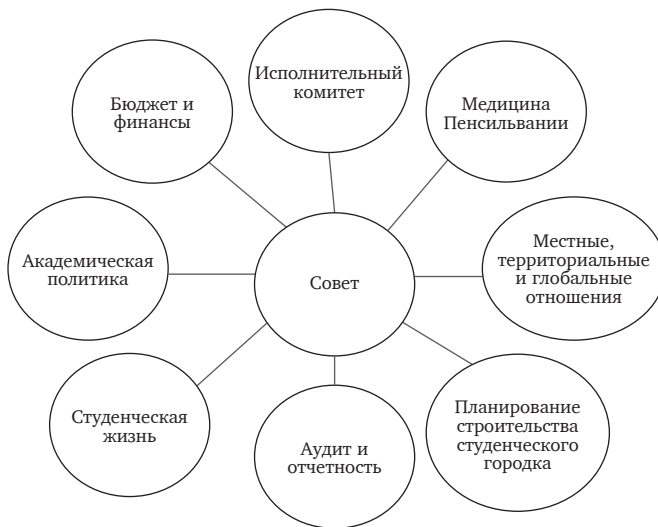 Исполнительный
комитет
Бюджет и
финансы
Медицина
Пенсильвании
Академическая
политика
Совет
Местные,
территориальные
и глобальные
отношения
Студенческая
жизнь
Аудит и
отчетность
Планирование
строительства
студенческого
городка